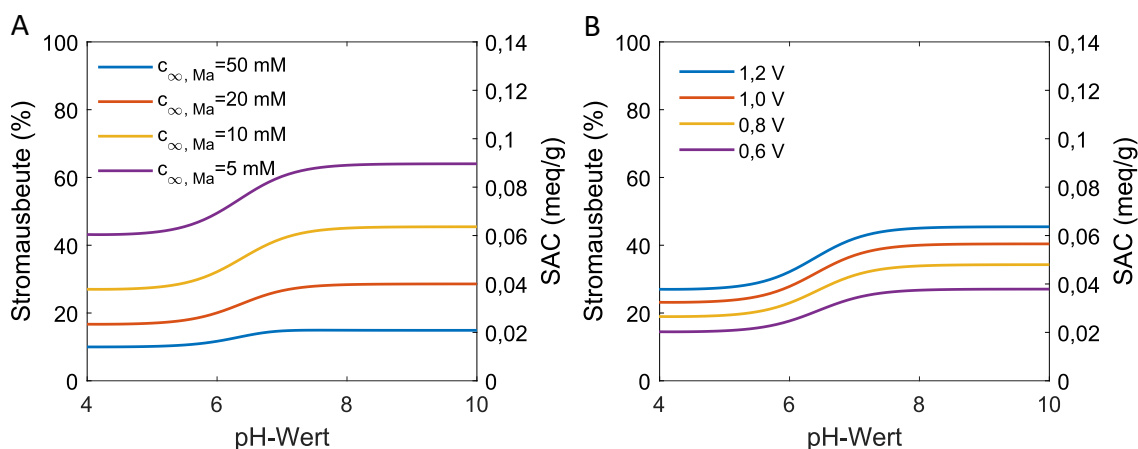 A
100
80
60
40
20
0
Stromausbeute (%)
c∞, Ma=50 mM
c∞, Ma=20 mM
c∞, Ma=10 mM
c∞, Ma=5 mM
0,14
0,12
0,1
0,08
0,06
0,04
0,02
0
SAC (meq/g)
4 6 8 10
pH-Wert
B
100
80
60
40
20
0
Stromausbeute (%)
1,2 V
1,0 V
0,8 V
0,6 V
0,14
0,12
0,1
0,08
0,06
0,04
0,02
0
SAC (meq/g)
4 6 8 10
pH-Wert